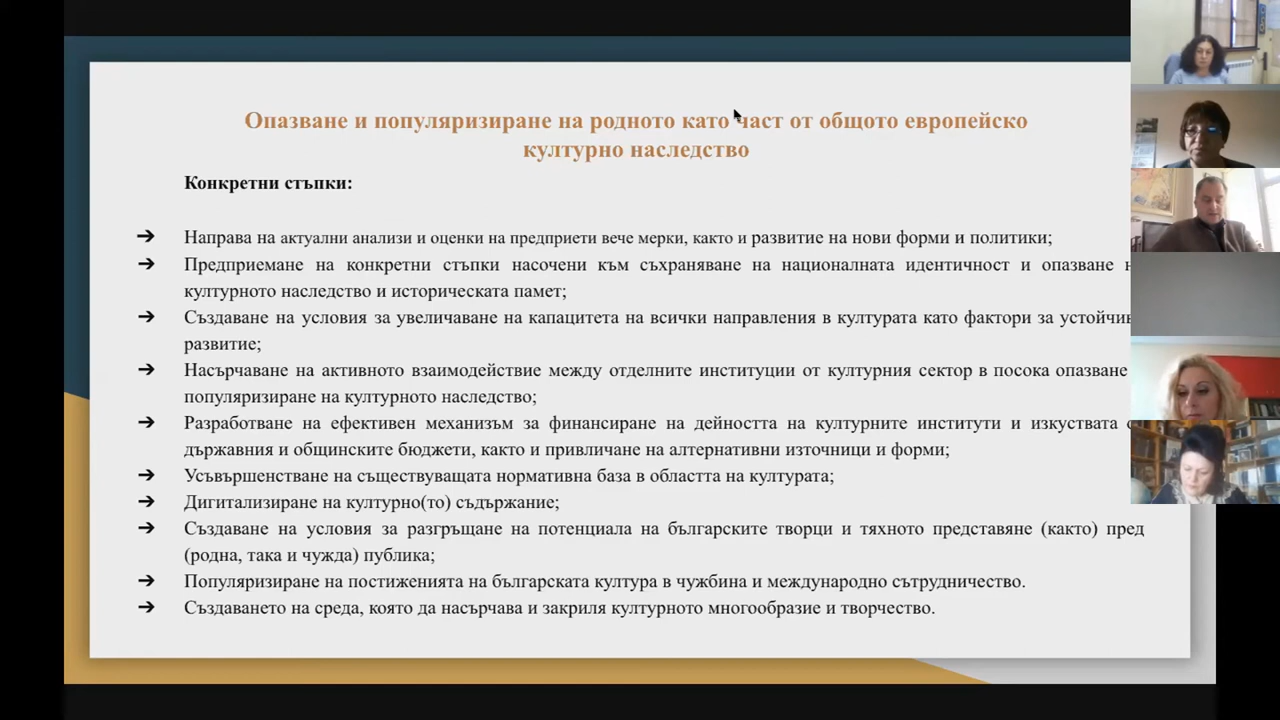 Опазване и популяризиране на родното като част от общото европейско
културно наследство
Конкретни стъпки:
➔ Направа на актуални анализи и оценки на предприети вече мерки, както и развитие на нови форми и политики;
➔ Предприемане на конкретни стъпки насочени към съхраняване на националната идентичност и опазване
културното наследство и историческата памет;
➔ Създаване на условия за увеличаване на капацитета на всички направления в културата като фактори за
развитие;
➔ Насърчаване на активното взаимодействие между отделните институции от културния сектор в посока опазване
популяризиране на културното наследство;
➔ Разработване на ефективен механизъм за финансиране на дейността на културните институти и изкуствата
държавния и общинските бюджети, както и привличане на алтернативни източници и форми;
➔ Усъвършенстване на съществуващата нормативна база в областта на културата;
➔ Дигитализиране на културно(то) съдържание;
➔ Създаване на условия за разгръщане на потенциала на българските творци и тяхното представяне (както) пред
(родна, така и чужда) публика;
➔ Популяризиране на постиженията на българската култура в чужбина и международно сътрудничество.
➔ Създаването на среда, която да насърчава и закриля културното многообразие и творчество.